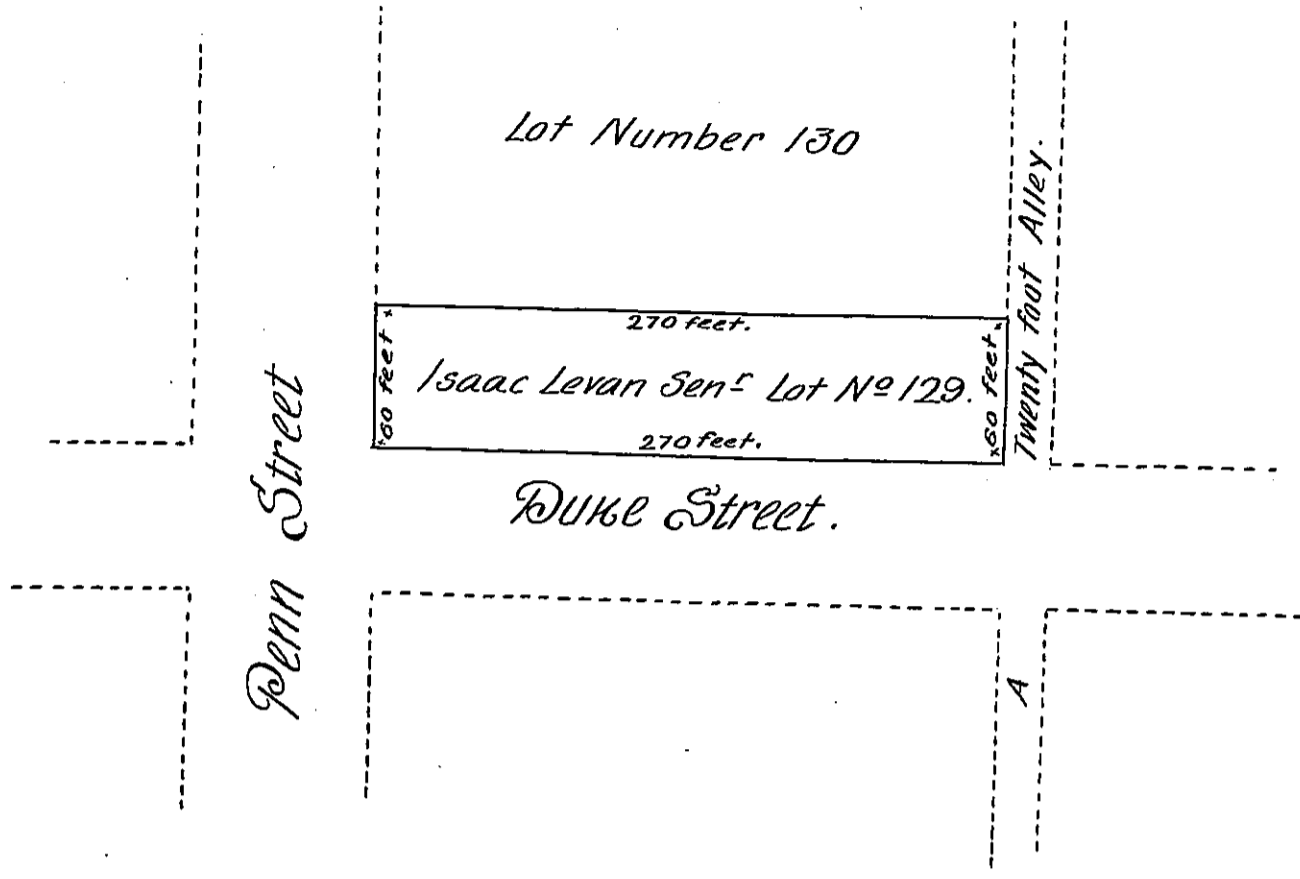 Lot Number 130
A Twenty foot Alley.
270 feet.
60 feet
Isaac Levan Senr Lot No 129.
60 feet
270 feet.
Duke Street.
Penn Street